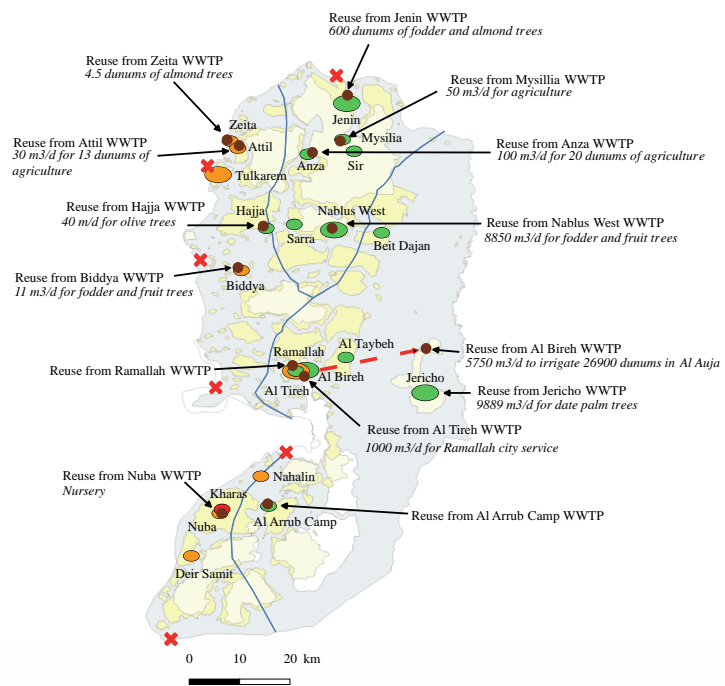 Reuse from Jenin WWTP
600 dunums of fodder and almond trees
Reuse from Zeita WWTP
4.5 dunums of almond trees
Reuse from Mysillia WWTP
50 m3/d for agriculture
Jenin
Zeita
Attil
Mysilia
Reuse from Attil WWTP
30 m3/d for 13 dunums of
agriculture
Anza
Sir
Reuse from Anza WWTP
100 m3/d for 20 dunums of agriculture
Tulkarem
Reuse from Hajja WWTP
40 m/d for olive trees
Hajja
Nablus West
Sarra
Beit Dajan
Reuse from Nablus West WWTP
8850 m3/d for fodder and fruit trees
Reuse from Biddya WWTP
11 m3/d for fodder and fruit trees
Biddya
Al Taybeh
Ramallah
Reuse from Al Bireh WWTP
5750 m3/d to irrigate 26900 dunums in Al Auja
Reuse from Ramallah WWTP
Al Bireh
Jericho
Al Tireh
Reuse from Jericho WWTP
9889 m3/d for date palm trees
Reuse from Al Tireh WWTP
1000 m3/d for Ramallah city service
Reuse from Nuba WWTP
Nursery
Nahalin
Kharas
Nuba
Al Arrub Camp
Reuse from Al Arrub Camp WWTP
Deir Samit
0 10 20 km